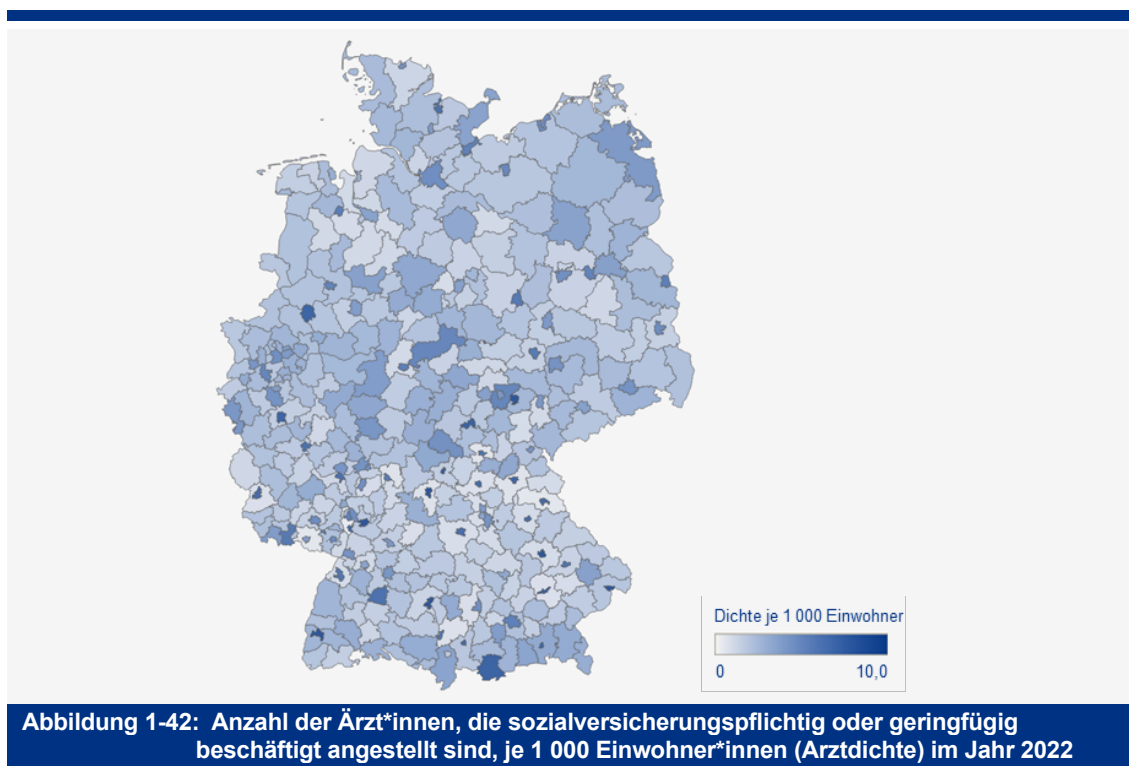 Dichte je 1 000 Einwohner
0 10,0
Abbildung 1-42: Anzahl der Ärzt*innen, die sozialversicherungspflichtig oder geringfügig
beschäftigt angestellt sind, je 1 000 Einwohner*innen (Arztdichte) im Jahr 2022